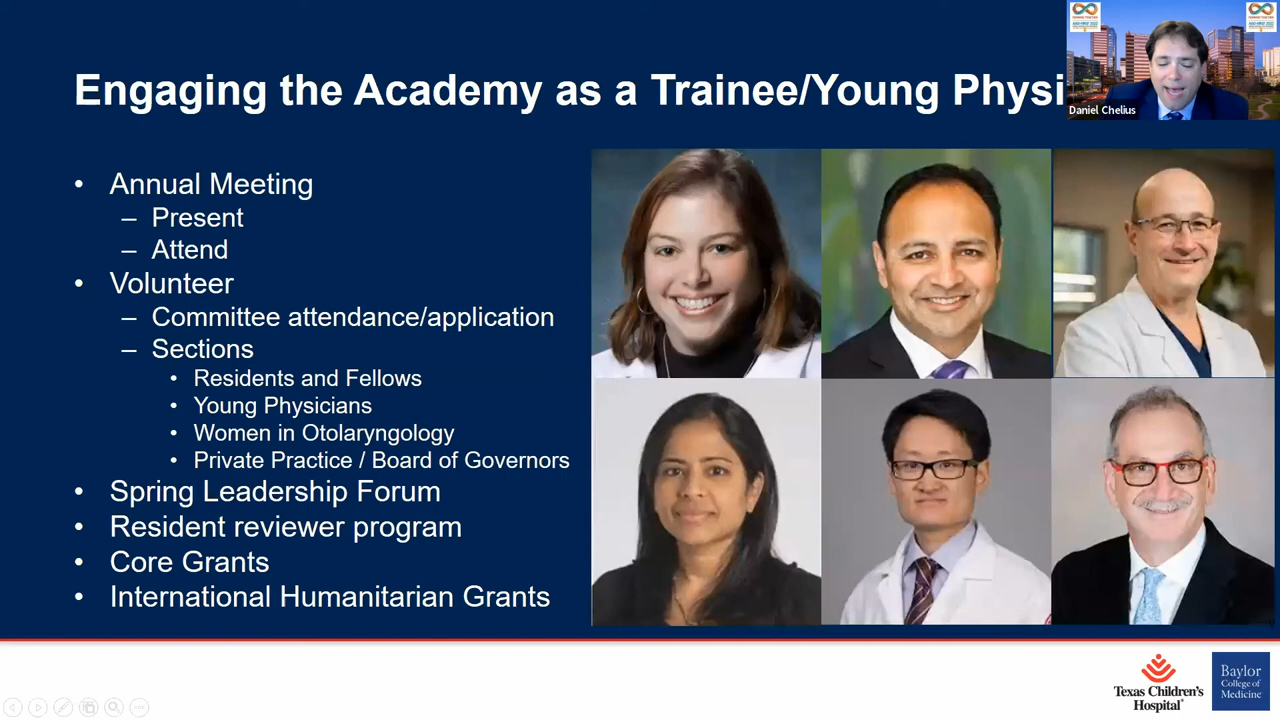 Engaging the Academy as a Trainee/Young Physi
Daniel Chelius
• Annual Meeting
– Present
– Attend
• Volunteer
– Committee attendance/application
– Sections
• Residents and Fellows
• Young Physicians
• Women in Otolaryngology
• Private Practice / Board of Governors
• Spring Leadership Forum
• Resident reviewer program
• Core Grants
• International Humanitarian Grants
Texas Children's
Hospital
Baylor
College of
Medicine